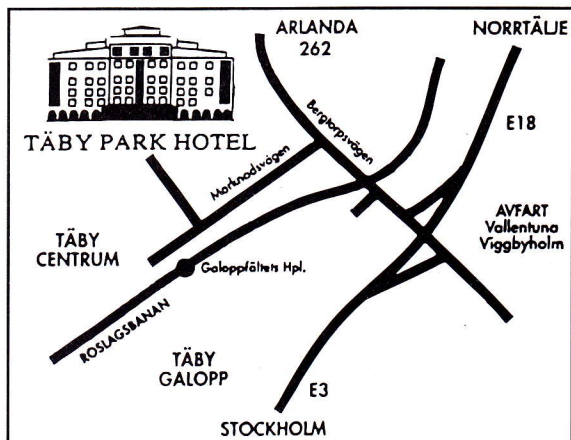 ARLANDA
262
NORRTÄLJE
TÄBY PARK HOTEL
Bergtorpsvägen
E18
Marknadsvägen
AVFART
Vallentuna
Viggbyholm
TÄBY
CENTRUM
Galoppfältets Hpl.
ROSLAGSBANAN
TÄBY
GALOPP
E3
STOCKHOLM